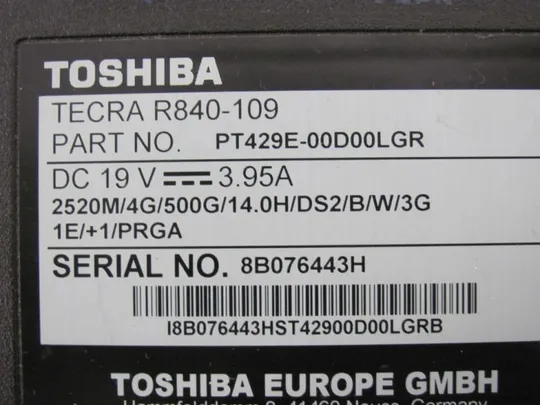 TOSHIBA
TECRA R840-109
PART NO. PT429E-00D00LGR
DC 19 V ⎓ 3.95A
2520M/4G/500G/14.0H/DS2/B/W/3G
1E/+1/PRGA
SERIAL NO. 8B076443H
I8B076443HST42900D00LGRB
TOSHIBA EUROPE GMBH